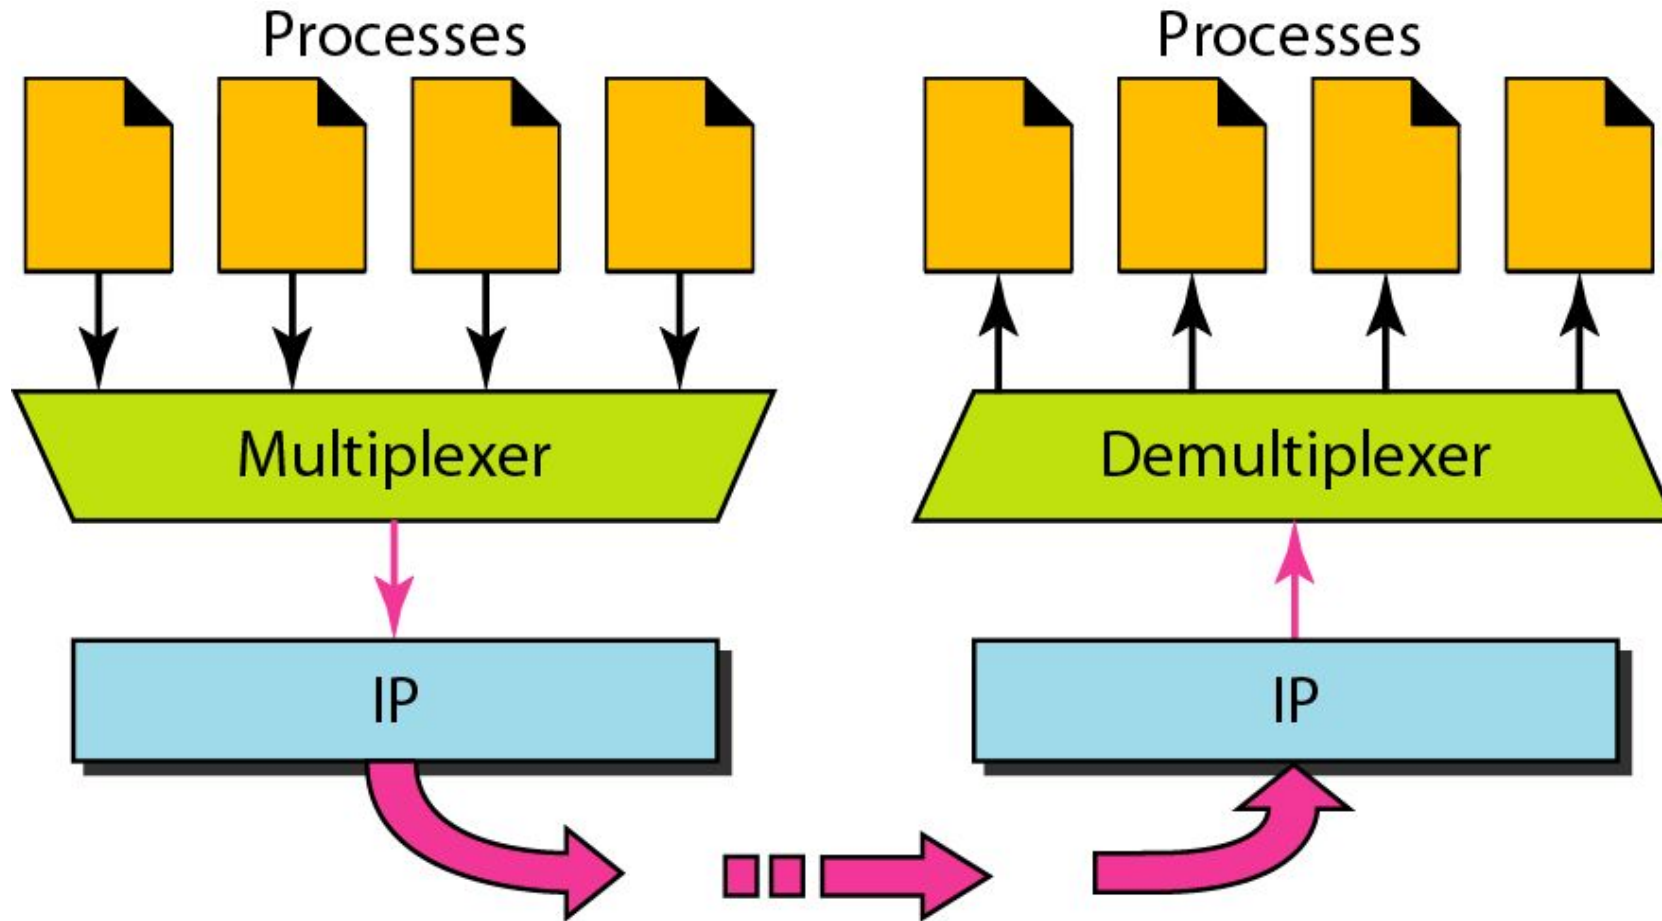 Processes
Processes
Multiplexer
Demultiplexer
IP
IP